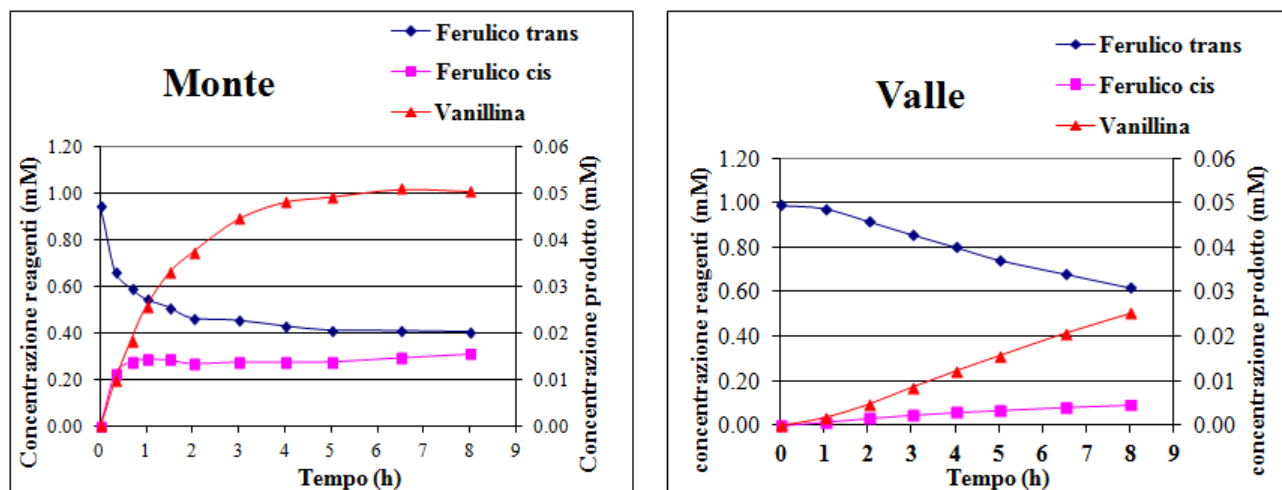 Monte
Ferulico trans
Ferulico cis
Vanillina
Concentrazione reagenti (mM)
1.20
1.00
0.80
0.60
0.40
0.20
0.00
0.06
0.05
0.04
0.03
0.02
0.01
0.00
Concentrazione prodotto (mM)
0 1 2 3 4 5 6 7 8 9
Tempo (h)
Valle
Ferulico trans
Ferulico cis
Vanillina
concentrazione reagenti (mM)
1.20
1.00
0.80
0.60
0.40
0.20
0.00
0.06
0.05
0.04
0.03
0.02
0.01
0.00
concentrazione prodotto (mM)
0 1 2 3 4 5 6 7 8 9
Tempo (h)